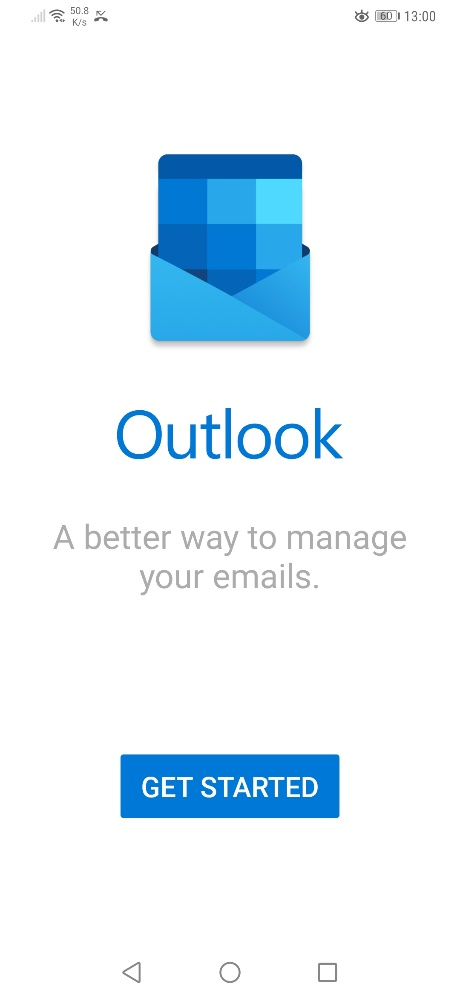 50.8
K/s
60
13:00
Outlook
A better way to manage
your emails.
GET STARTED